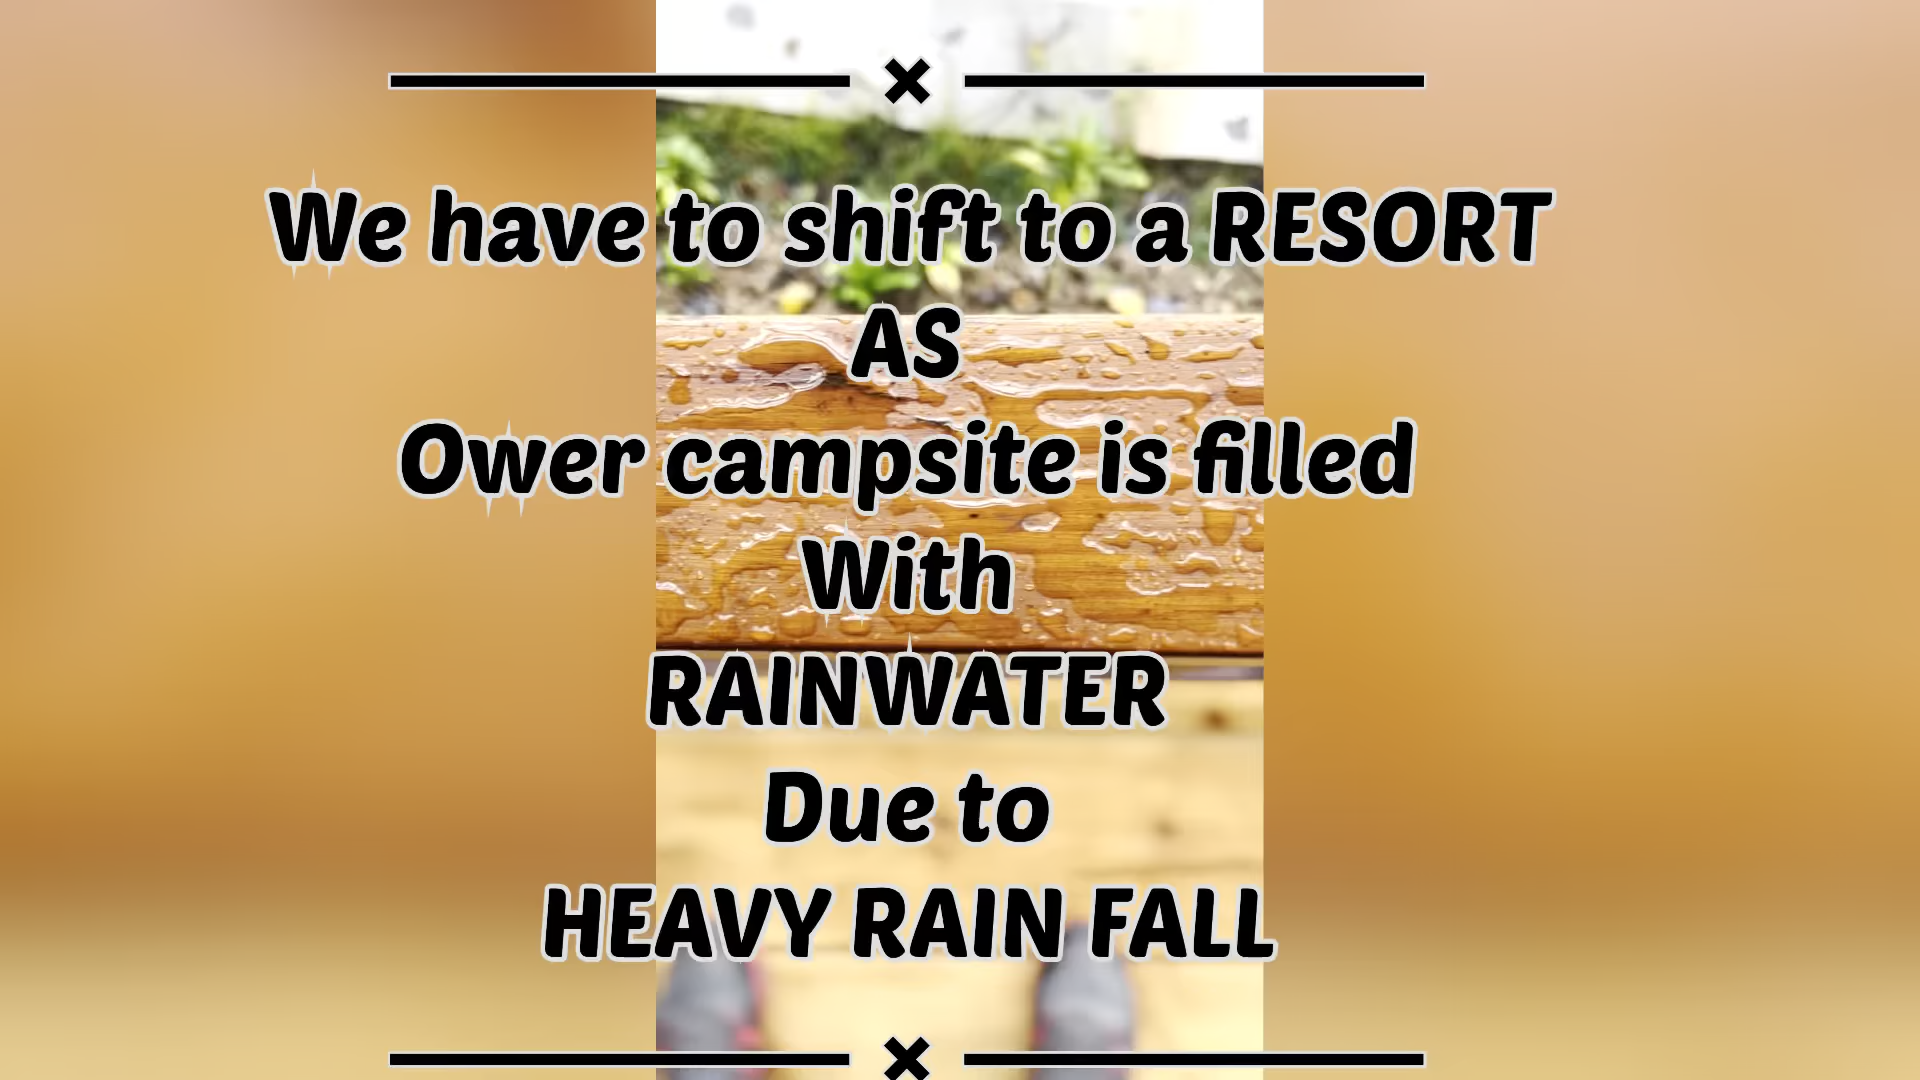 We have to shift to a RESORT
AS
Ower campsite is filled
With
RAINWATER
Due to
HEAVY RAIN FALL